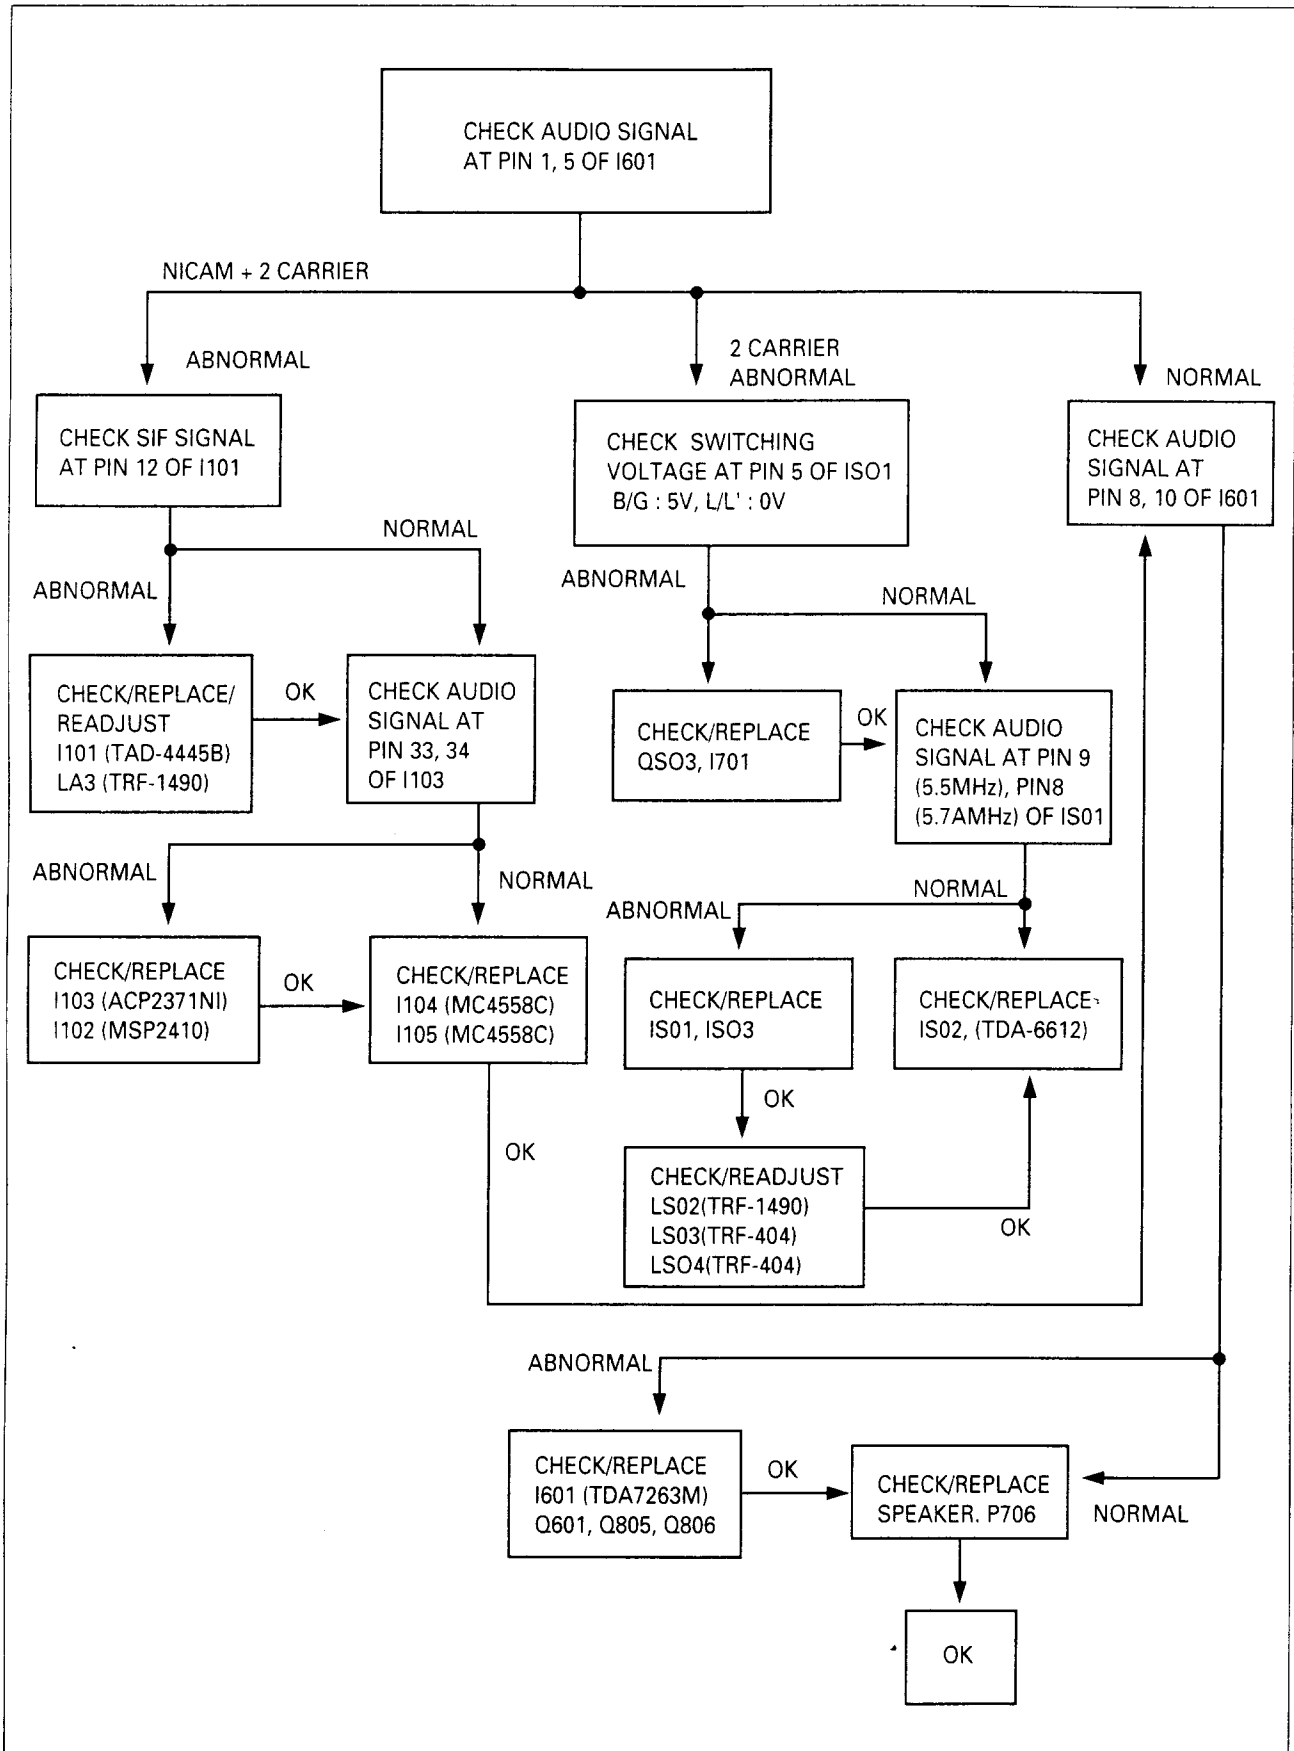 CHECK AUDIO SIGNAL
AT PIN 1, 5 OF I601
NICAM + 2 CARRIER
ABNORMAL
2 CARRIER
ABNORMAL
NORMAL
CHECK SIF SIGNAL
AT PIN 12 OF I101
CHECK SWITCHING
VOLTAGE AT PIN 5 OF ISO1
B/G : 5V, L/L' : 0V
CHECK AUDIO
SIGNAL AT
PIN 8, 10 OF I601
NORMAL
ABNORMAL
ABNORMAL
NORMAL
CHECK/REPLACE/
READJUST
I101 (TAD-4445B)
LA3 (TRF-1490)
OK
CHECK AUDIO
SIGNAL AT
PIN 33, 34
OF I103
CHECK/REPLACE
QSO3, I701
OK
CHECK AUDIO
SIGNAL AT PIN 9
(5.5MHz), PIN8
(5.7AMHz) OF IS01
ABNORMAL
NORMAL
ABNORMAL
NORMAL
CHECK/REPLACE
I103 (ACP2371NI)
I102 (MSP2410)
OK
CHECK/REPLACE
I104 (MC4558C)
I105 (MC4558C)
CHECK/REPLACE
IS01, ISO3
CHECK/REPLACE
IS02, (TDA-6612)
OK
OK
CHECK/READJUST
LS02(TRF-1490)
LS03(TRF-404)
LSO4(TRF-404)
OK
ABNORMAL
CHECK/REPLACE
I601 (TDA7263M)
Q601, Q805, Q806
OK
CHECK/REPLACE
SPEAKER. P706
NORMAL
OK